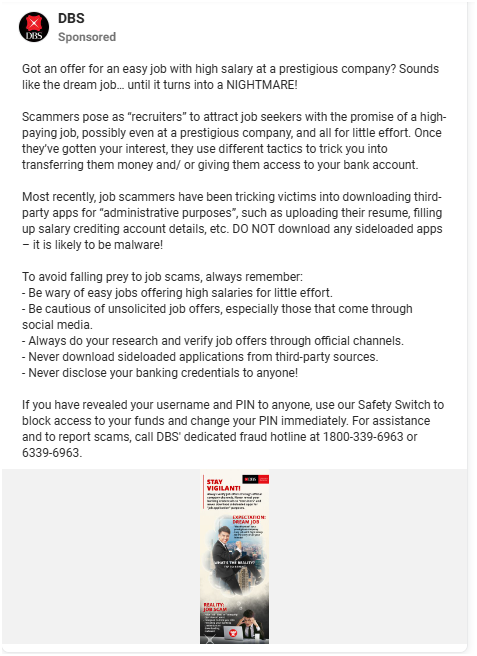 DBS
DBS
Sponsored
Got an offer for an easy job with high salary at a prestigious company? Sounds
like the dream job… until it turns into a NIGHTMARE!
Scammers pose as “recruiters” to attract job seekers with the promise of a high-
paying job, possibly even at a prestigious company, and all for little effort. Once
they’ve gotten your interest, they use different tactics to trick you into
transferring them money and/ or giving them access to your bank account.
Most recently, job scammers have been tricking victims into downloading third-
party apps for “administrative purposes”, such as uploading their resume, filling
up salary crediting account details, etc. DO NOT download any sideloaded apps
– it is likely to be malware!
To avoid falling prey to job scams, always remember:
- Be wary of easy jobs offering high salaries for little effort.
- Be cautious of unsolicited job offers, especially those that come through
social media.
- Always do your research and verify job offers through official channels.
- Never download sideloaded applications from third-party sources.
- Never disclose your banking credentials to anyone!
If you have revealed your username and PIN to anyone, use our Safety Switch to
block access to your funds and change your PIN immediately. For assistance
and to report scams, call DBS’ dedicated fraud hotline at 1800-339-6963 or
6339-6963.
DBS
STAY
VIGILANT!
EXPECTATION:
DREAM JOB
WHAT'S THE REALITY?
REALITY:
JOB SCAM